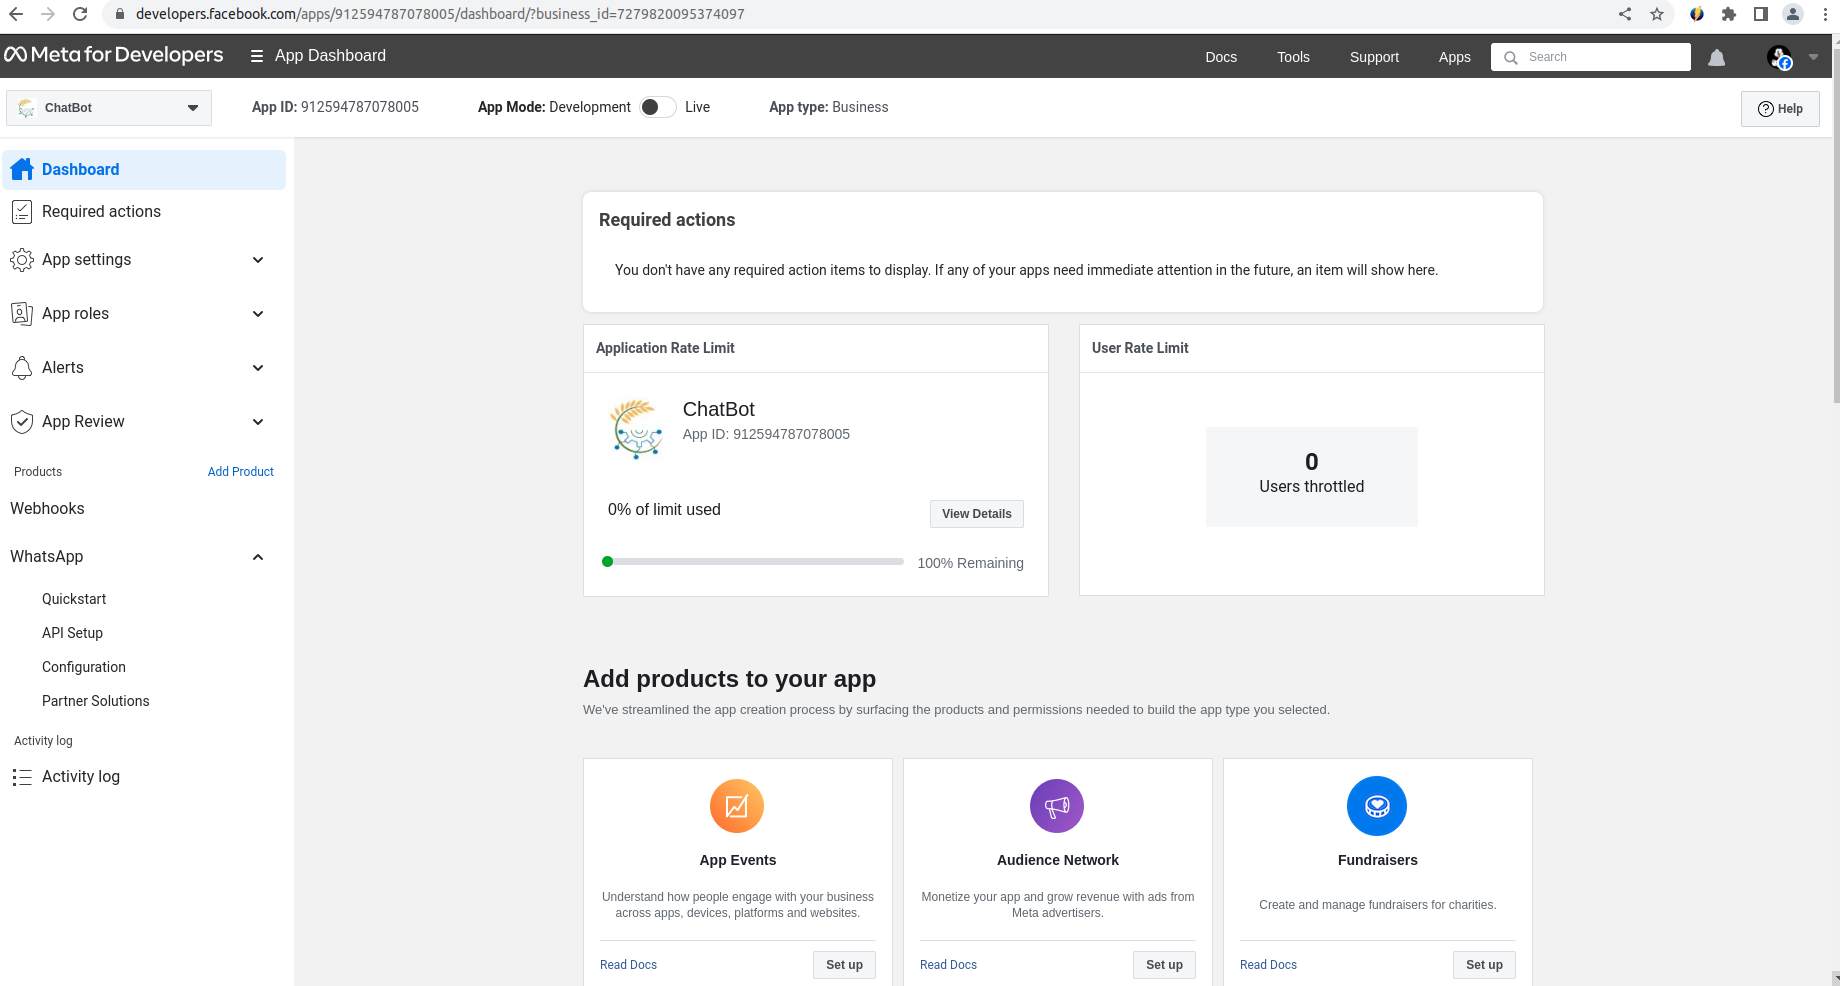 developers.facebook.com/apps/912594787078005/dashboard/?business_id=7279820095374097
Meta for Developers
App Dashboard
Docs
Tools
Support
Apps
Search
ChatBot
App ID: 912594787078005
App Mode: Development
Live
App type: Business
Help
Dashboard
Required actions
App settings
App roles
Alerts
App Review
Products
Add Product
Webhooks
WhatsApp
Quickstart
API Setup
Configuration
Partner Solutions
Activity log
Activity log
Required actions
You don't have any required action items to display. If any of your apps need immediate attention in the future, an item will show here.
Application Rate Limit
ChatBot
App ID: 912594787078005
0% of limit used
View Details
100% Remaining
User Rate Limit
0
Users throttled
Add products to your app
We've streamlined the app creation process by surfacing the products and permissions needed to build the app type you selected.
App Events
Understand how people engage with your business
across apps, devices, platforms and websites.
Read Docs
Set up
Audience Network
Monetize your app and grow revenue with ads from
Meta advertisers.
Read Docs
Set up
Fundraisers
Create and manage fundraisers for charities.
Read Docs
Set up